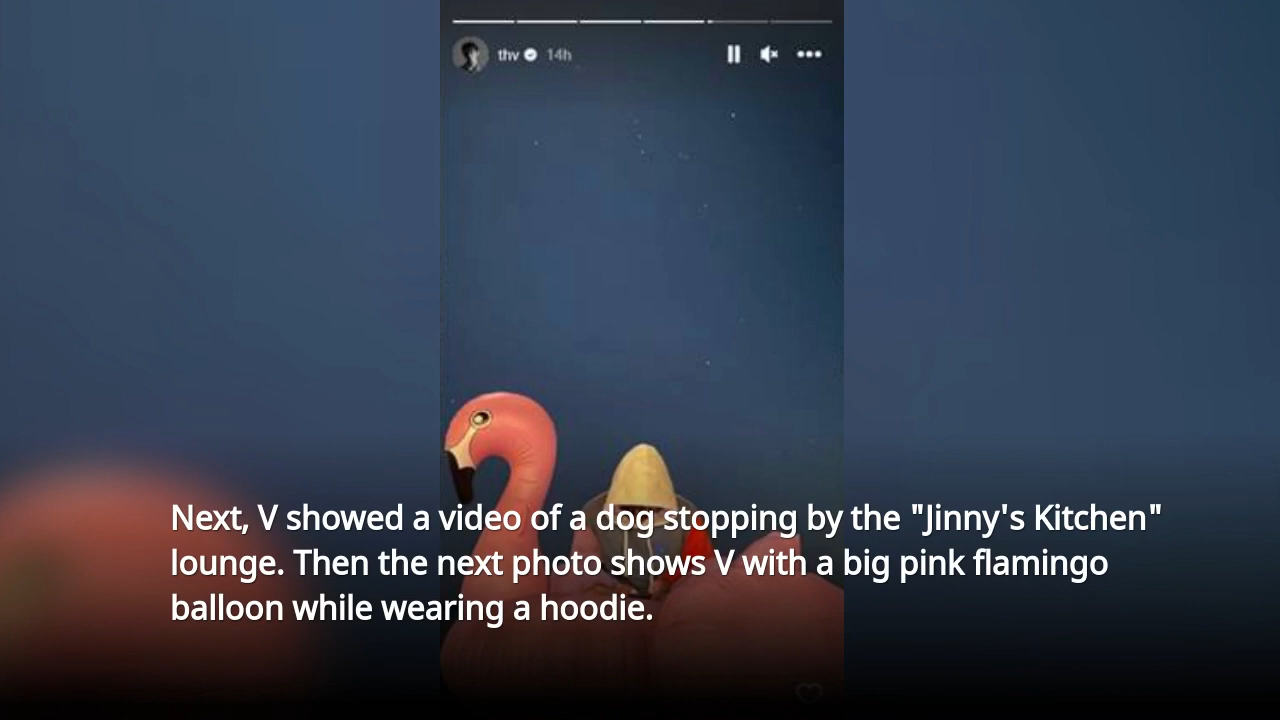 thv 14h
Next, V showed a video of a dog stopping by the "Jinny's Kitchen"
lounge. Then the next photo shows V with a big pink flamingo
balloon while wearing a hoodie.